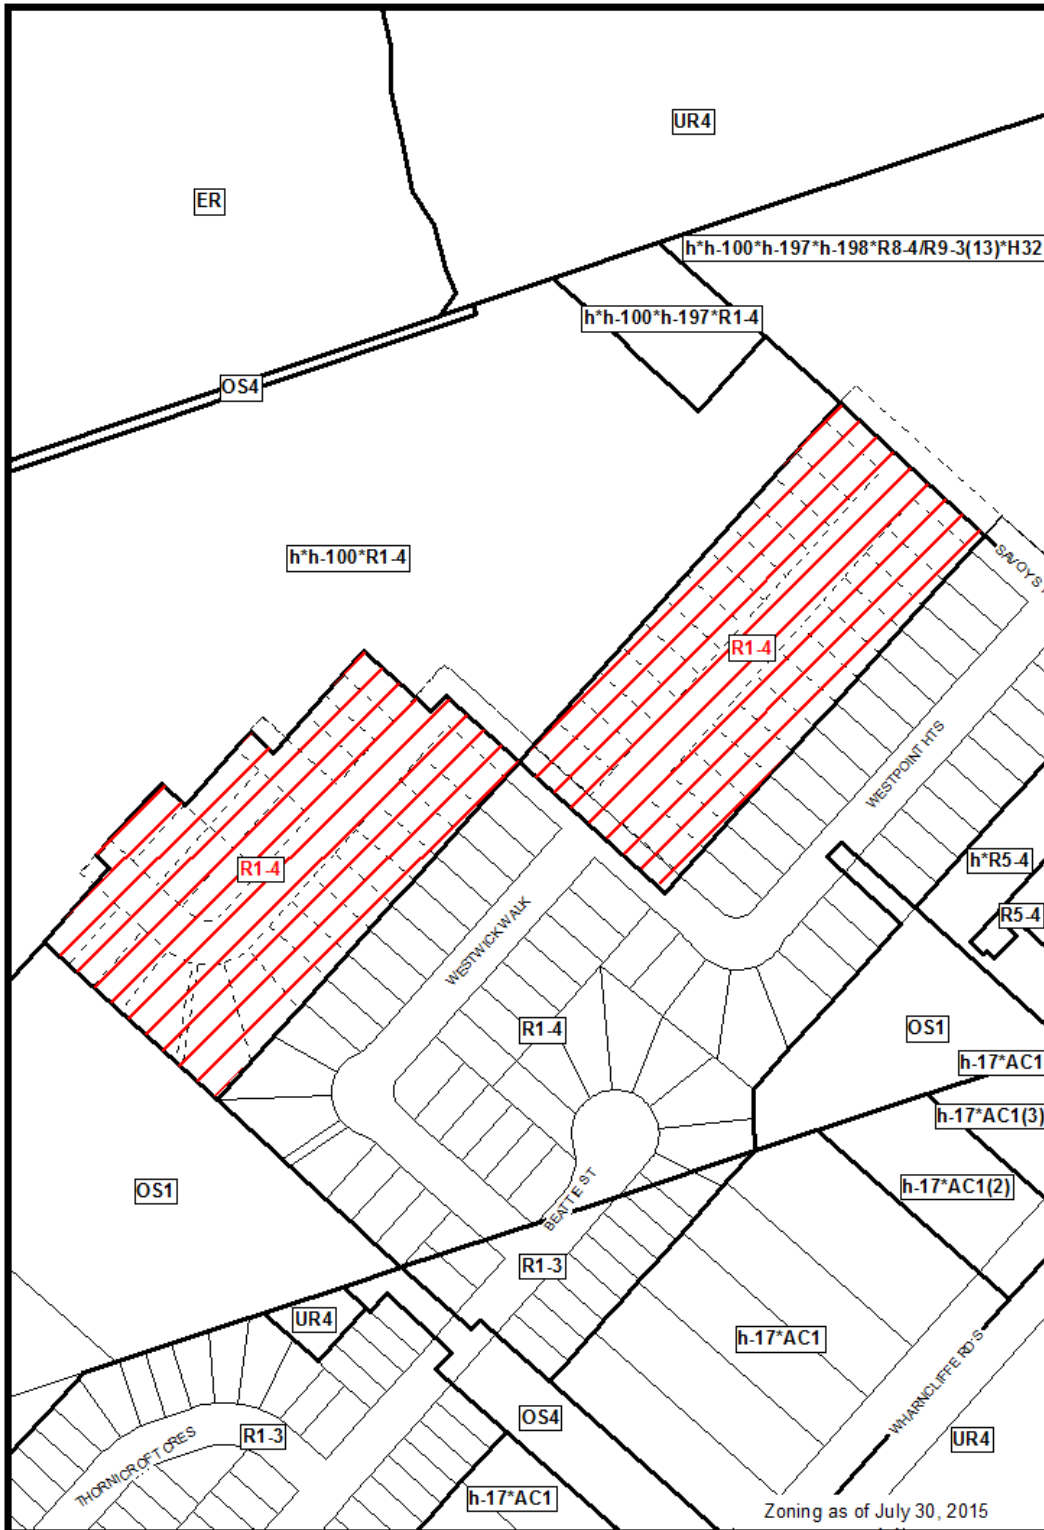 UR4
ER
h*h-100*h-197*h-198*R8-4/R9-3(13)*H32
h*h-100*h-197*R1-4
OS4
h*h-100*R1-4
SAVOY ST
R1-4
WESTPOINT HTS
R1-4
h*R5-4
WESTWICK WALK
R5-4
R1-4
OS1
h-17*AC1
h-17*AC1(3)
OS1
h-17*AC1(2)
BEATTIE ST
R1-3
UR4
h-17*AC1
WHARNCLIFFE RD S
OS4
R1-3
UR4
THORNICROFT CRES
h-17*AC1
Zoning as of July 30, 2015